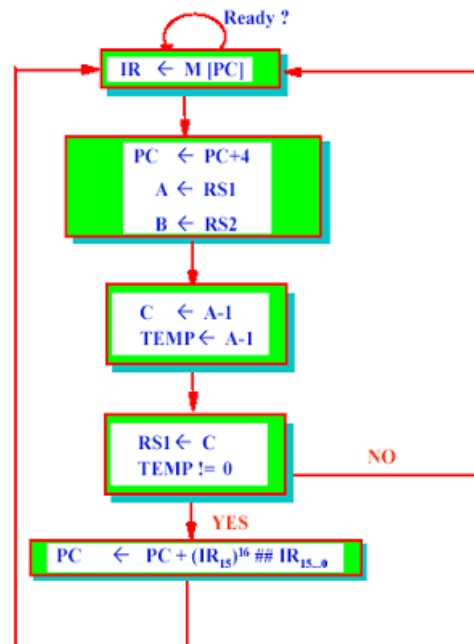 Ready ?
IR ← M [PC]
PC ← PC+4
A ← RS1
B ← RS2
C ← A-1
TEMP ← A-1
RS1 ← C
TEMP != 0
NO
YES
PC ← PC + (IR₁₅)¹⁶ ## IR₁₅...₀